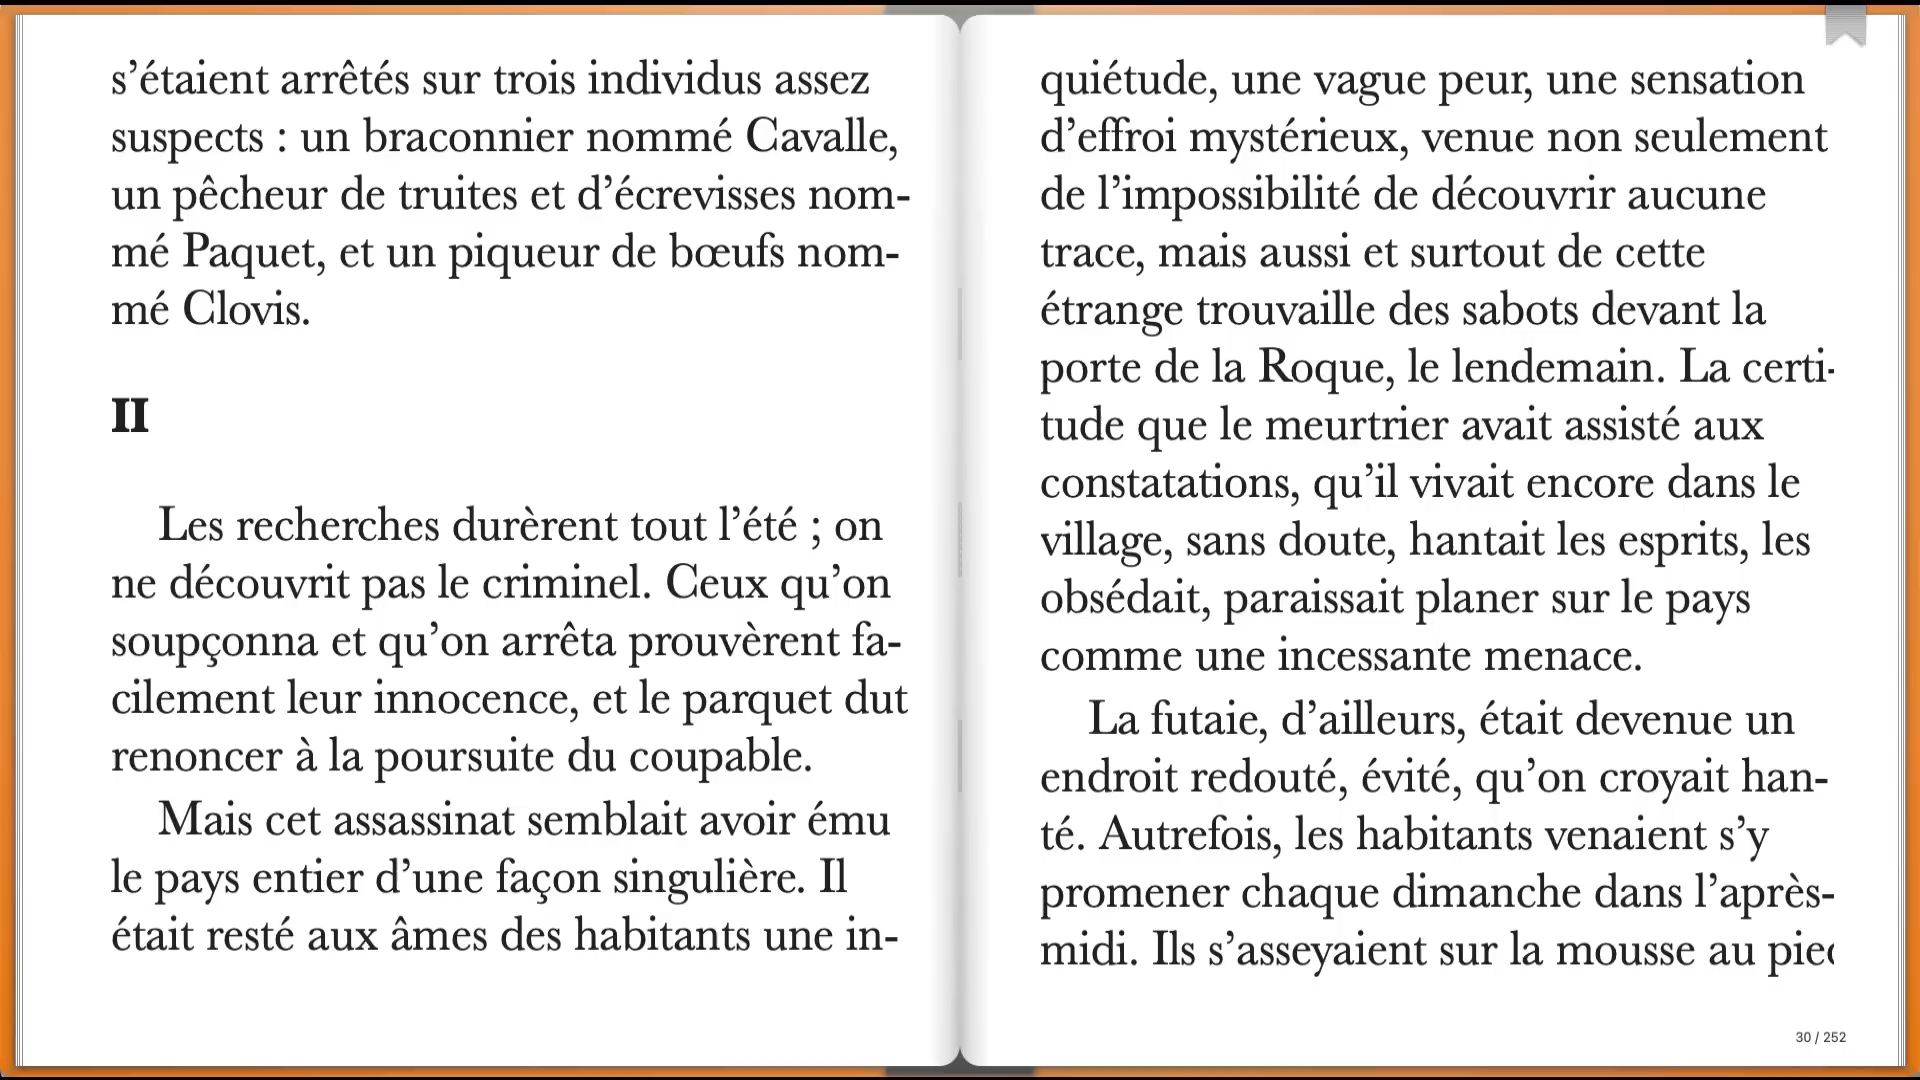 s’étaient arrêtés sur trois individus assez
suspects : un braconnier nommé Cavalle,
un pêcheur de truites et d’écrevisses nom-
mé Paquet, et un piqueur de bœufs nom-
mé Clovis.
II
Les recherches durèrent tout l’été ; on
ne découvrit pas le criminel. Ceux qu’on
soupçonna et qu’on arrêta prouvèrent fa-
cilement leur innocence, et le parquet dut
renoncer à la poursuite du coupable.
Mais cet assassinat semblait avoir ému
le pays entier d’une façon singulière. Il
était resté aux âmes des habitants une in-
quiétude, une vague peur, une sensation
d’effroi mystérieux, venue non seulement
de l’impossibilité de découvrir aucune
trace, mais aussi et surtout de cette
étrange trouvaille des sabots devant la
porte de la Roque, le lendemain. La certi-
tude que le meurtrier avait assisté aux
constatations, qu’il vivait encore dans le
village, sans doute, hantait les esprits, les
obsédait, paraissait planer sur le pays
comme une incessante menace.
La futaie, d’ailleurs, était devenue un
endroit redouté, évité, qu’on croyait han-
té. Autrefois, les habitants venaient s’y
promener chaque dimanche dans l’après-
midi. Ils s’asseyaient sur la mousse au pied
30 / 252